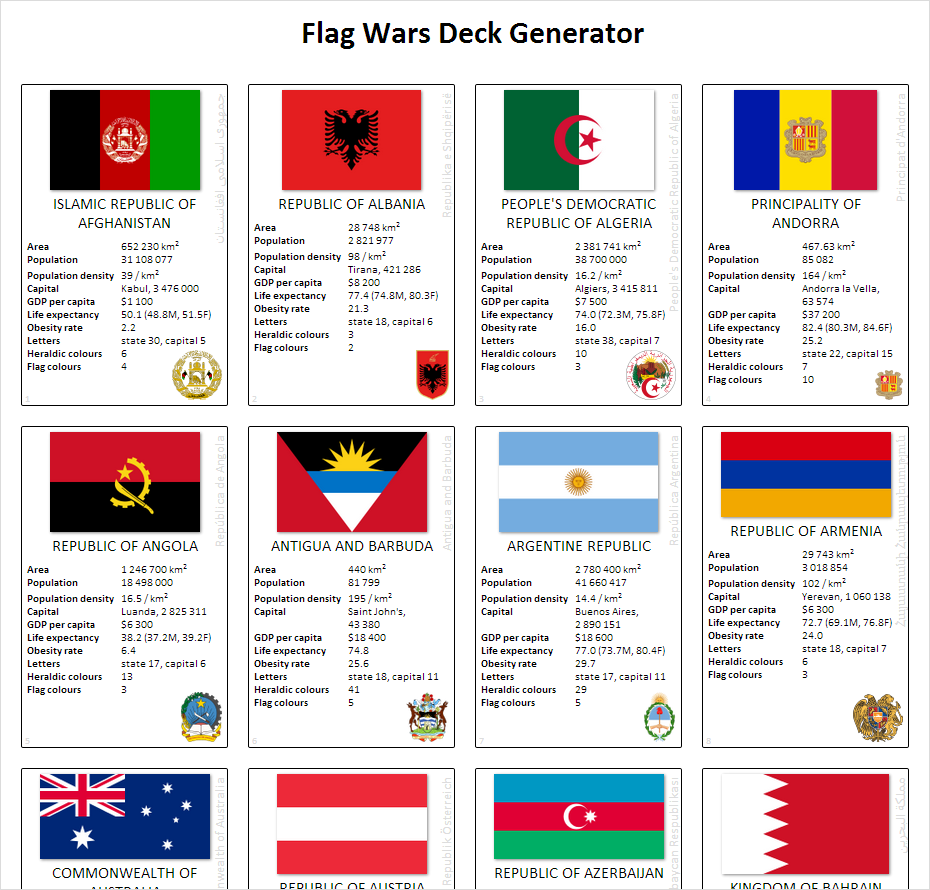 Flag Wars Deck Generator
ISLAMIC REPUBLIC OF
AFGHANISTAN
Area 652 230 km²
Population 31 108 077
Population density 39 / km²
Capital Kabul, 3 476 000
GDP per capita $1 100
Life expectancy 50.1 (48.8M, 51.5F)
Obesity rate 2.2
Letters state 30, capital 5
Heraldic colours 6
Flag colours 4
1
جمهوری اسلامی افغانستان
REPUBLIC OF ALBANIA
Area 28 748 km²
Population 2 821 977
Population density 98 / km²
Capital Tirana, 421 286
GDP per capita $8 200
Life expectancy 77.4 (74.8M, 80.3F)
Obesity rate 21.3
Letters state 18, capital 6
Heraldic colours 3
Flag colours 2
2
Republika e Shqipërisë
PEOPLE'S DEMOCRATIC
REPUBLIC OF ALGERIA
Area 2 381 741 km²
Population 38 700 000
Population density 16.2 / km²
Capital Algiers, 3 415 811
GDP per capita $7 500
Life expectancy 74.0 (72.3M, 75.8F)
Obesity rate 16.0
Letters state 38, capital 7
Heraldic colours 10
Flag colours 3
3
People's Democratic Republic of Algeria
PRINCIPALITY OF
ANDORRA
Area 467.63 km²
Population 85 082
Population density 164 / km²
Capital Andorra la Vella,
63 574
GDP per capita $37 200
Life expectancy 82.4 (80.3M, 84.6F)
Obesity rate 25.2
Letters state 22, capital 15
Heraldic colours 7
Flag colours 10
4
Principat d'Andorra
REPUBLIC OF ANGOLA
Area 1 246 700 km²
Population 18 498 000
Population density 16.5 / km²
Capital Luanda, 2 825 311
GDP per capita $6 300
Life expectancy 38.2 (37.2M, 39.2F)
Obesity rate 6.4
Letters state 17, capital 6
Heraldic colours 13
Flag colours 3
5
República de Angola
ANTIGUA AND BARBUDA
Area 440 km²
Population 81 799
Population density 195 / km²
Capital Saint John's,
43 380
GDP per capita $18 400
Life expectancy 74.8
Obesity rate 25.6
Letters state 18, capital 11
Heraldic colours 41
Flag colours 5
6
Antigua and Barbuda
ARGENTINE REPUBLIC
Area 2 780 400 km²
Population 41 660 417
Population density 14.4 / km²
Capital Buenos Aires,
2 890 151
GDP per capita $18 600
Life expectancy 77.0 (73.7M, 80.4F)
Obesity rate 29.7
Letters state 17, capital 11
Heraldic colours 29
Flag colours 5
7
República Argentina
REPUBLIC OF ARMENIA
Area 29 743 km²
Population 3 018 854
Population density 102 / km²
Capital Yerevan, 1 060 138
GDP per capita $6 300
Life expectancy 72.7 (69.1M, 76.8F)
Obesity rate 24.0
Letters state 18, capital 7
Heraldic colours 6
Flag colours 3
8
Հայաստանի Հանրապետություն
COMMONWEALTH OF
AUSTRALIA
of Australia
REPUBLIC OF AUSTRIA
Republik Österreich
REPUBLIC OF AZERBAIJAN
Respublikası
KINGDOM OF BAHRAIN
مملكة البحرين